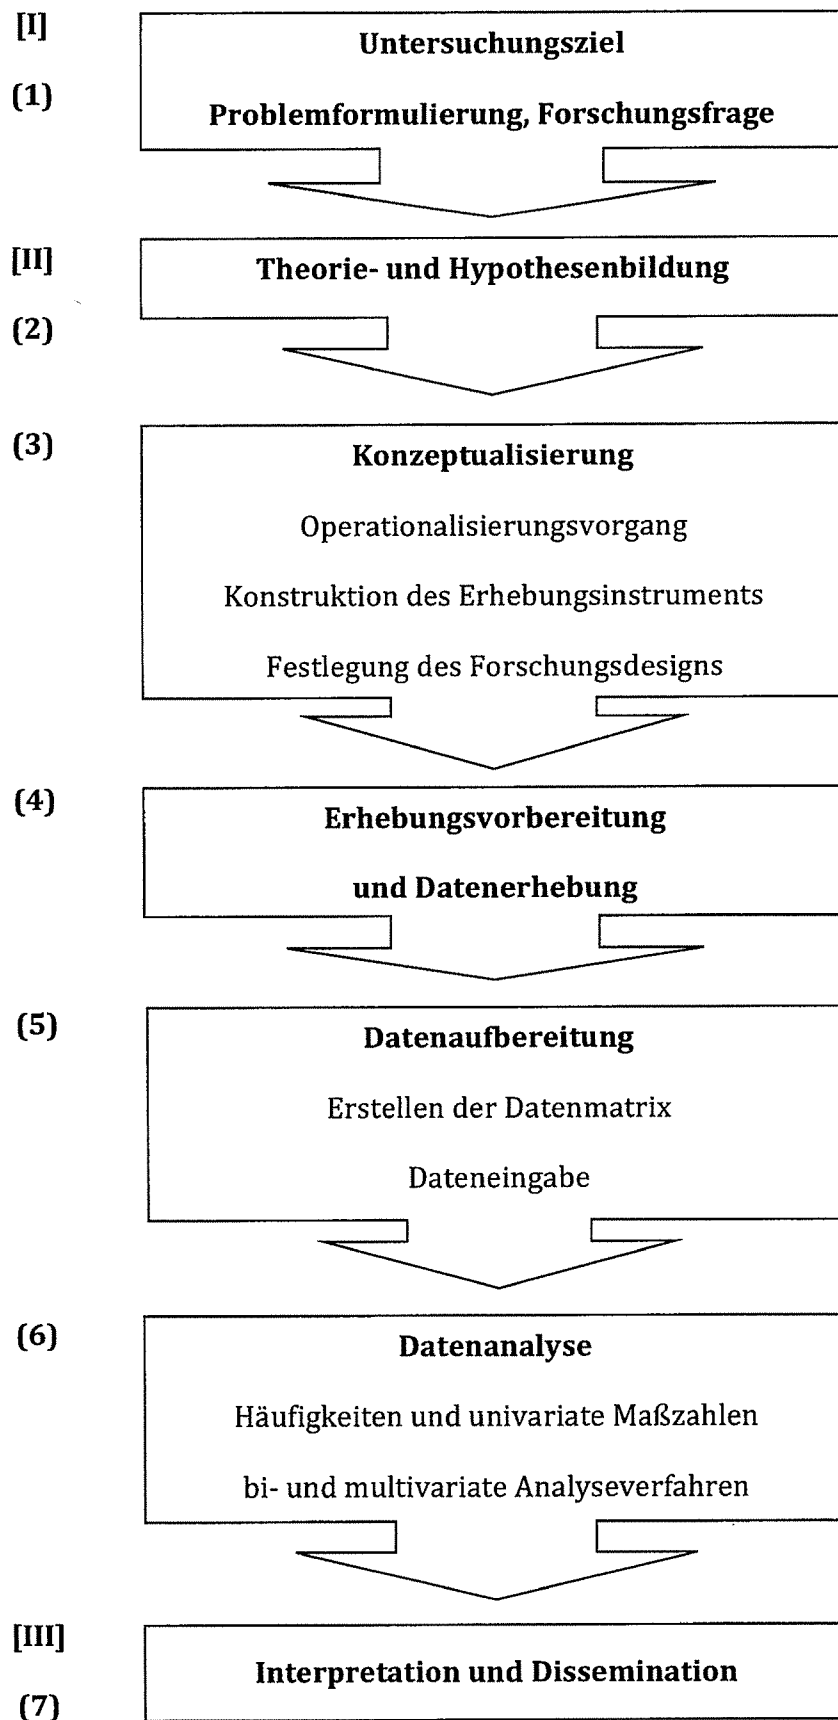 [I]
Untersuchungsziel
(1)
Problemformulierung, Forschungsfrage
[II]
Theorie- und Hypothesenbildung
(2)
(3)
Konzeptualisierung
Operationalisierungsvorgang
Konstruktion des Erhebungsinstruments
Festlegung des Forschungsdesigns
(4)
Erhebungsvorbereitung
und Datenerhebung
(5)
Datenaufbereitung
Erstellen der Datenmatrix
Dateneingabe
(6)
Datenanalyse
Häufigkeiten und univariate Maßzahlen
bi- und multivariate Analyseverfahren
[III]
Interpretation und Dissemination
(7)